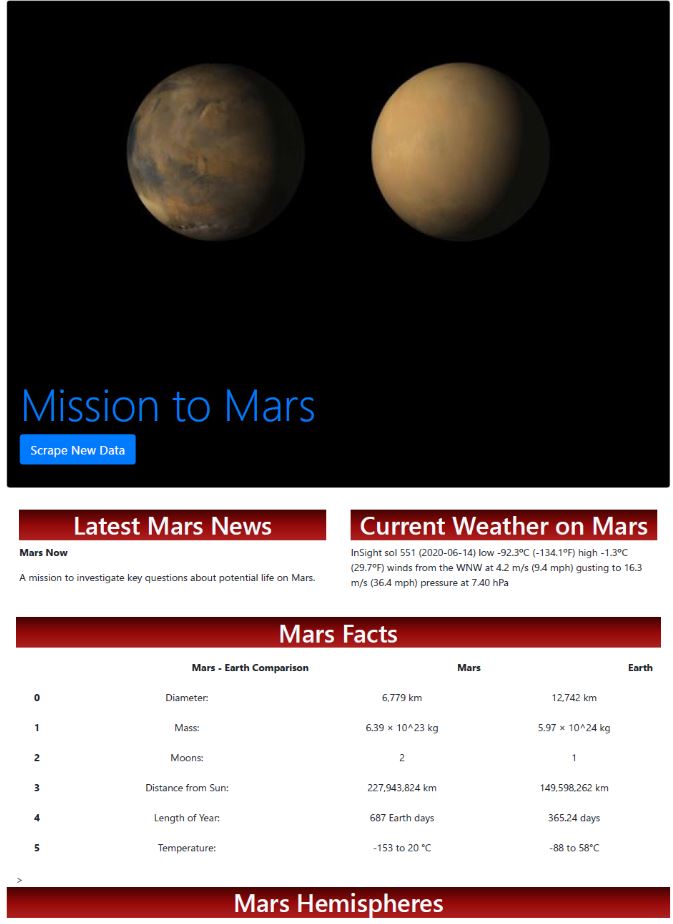 Mission to Mars
Scrape New Data
Latest Mars News
Mars Now
A mission to investigate key questions about potential life on Mars.
Current Weather on Mars
InSight sol 551 (2020-06-14) low -92.3ºC (-134.1ºF) high -1.3ºC
(29.7ºF) winds from the WNW at 4.2 m/s (9.4 mph) gusting to 16.3
m/s (36.4 mph) pressure at 7.40 hPa
Mars Facts
Mars - Earth Comparison Mars Earth
0 Diameter: 6,779 km 12,742 km
1 Mass: 6.39 × 10^23 kg 5.97 × 10^24 kg
2 Moons: 2 1
3 Distance from Sun: 227,943,824 km 149,598,262 km
4 Length of Year: 687 Earth days 365.24 days
5 Temperature: -153 to 20 °C -88 to 58°C
>
Mars Hemispheres